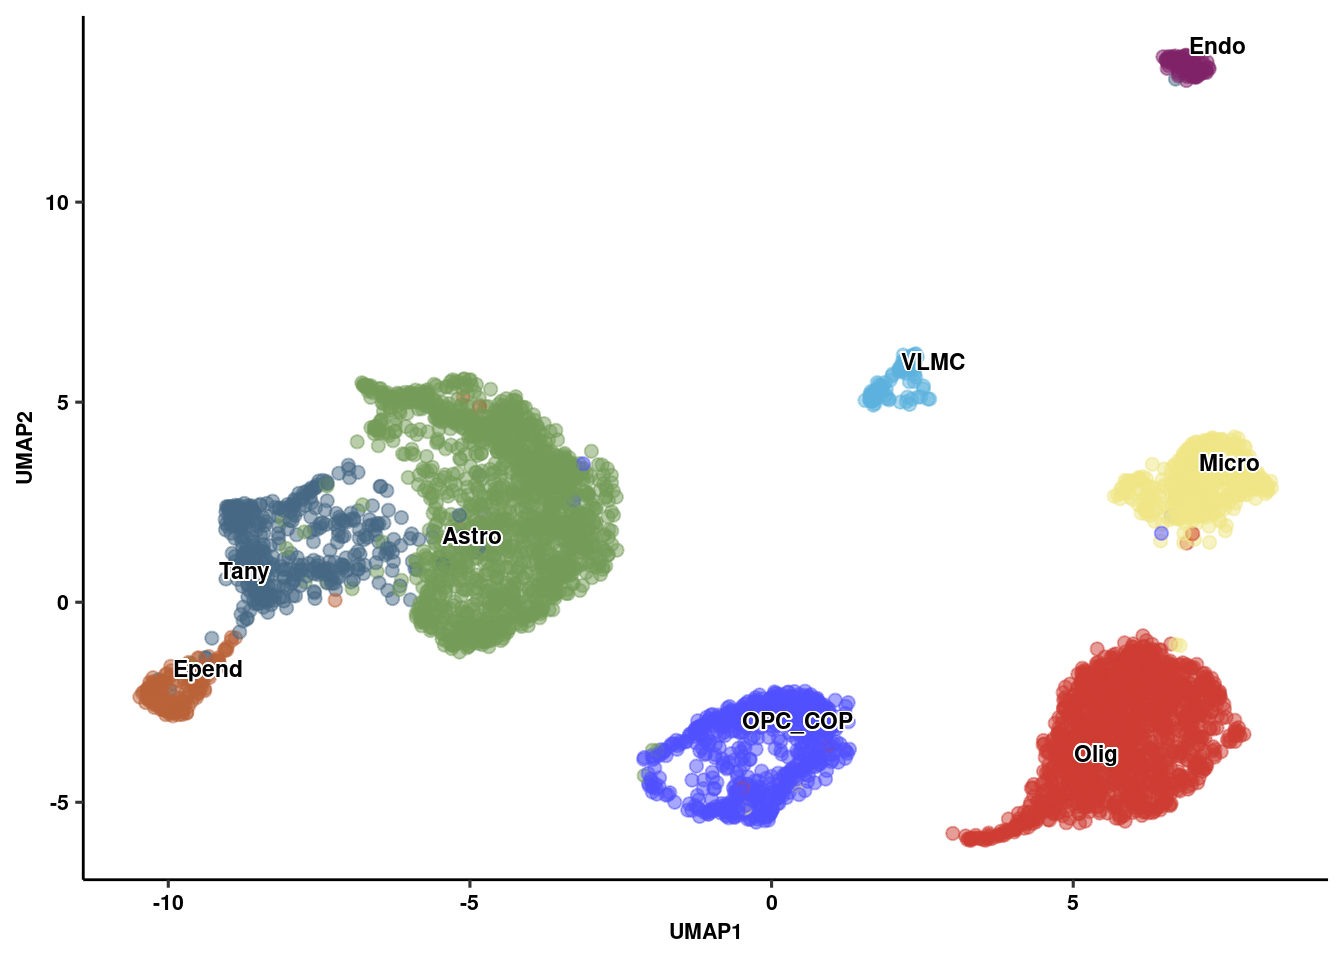 Endo
10
VLMC
5
UMAP2
Micro
Astro
Tany
0
Epend
OPC_COP
Olig
-5
-10
-5
0
5
UMAP1